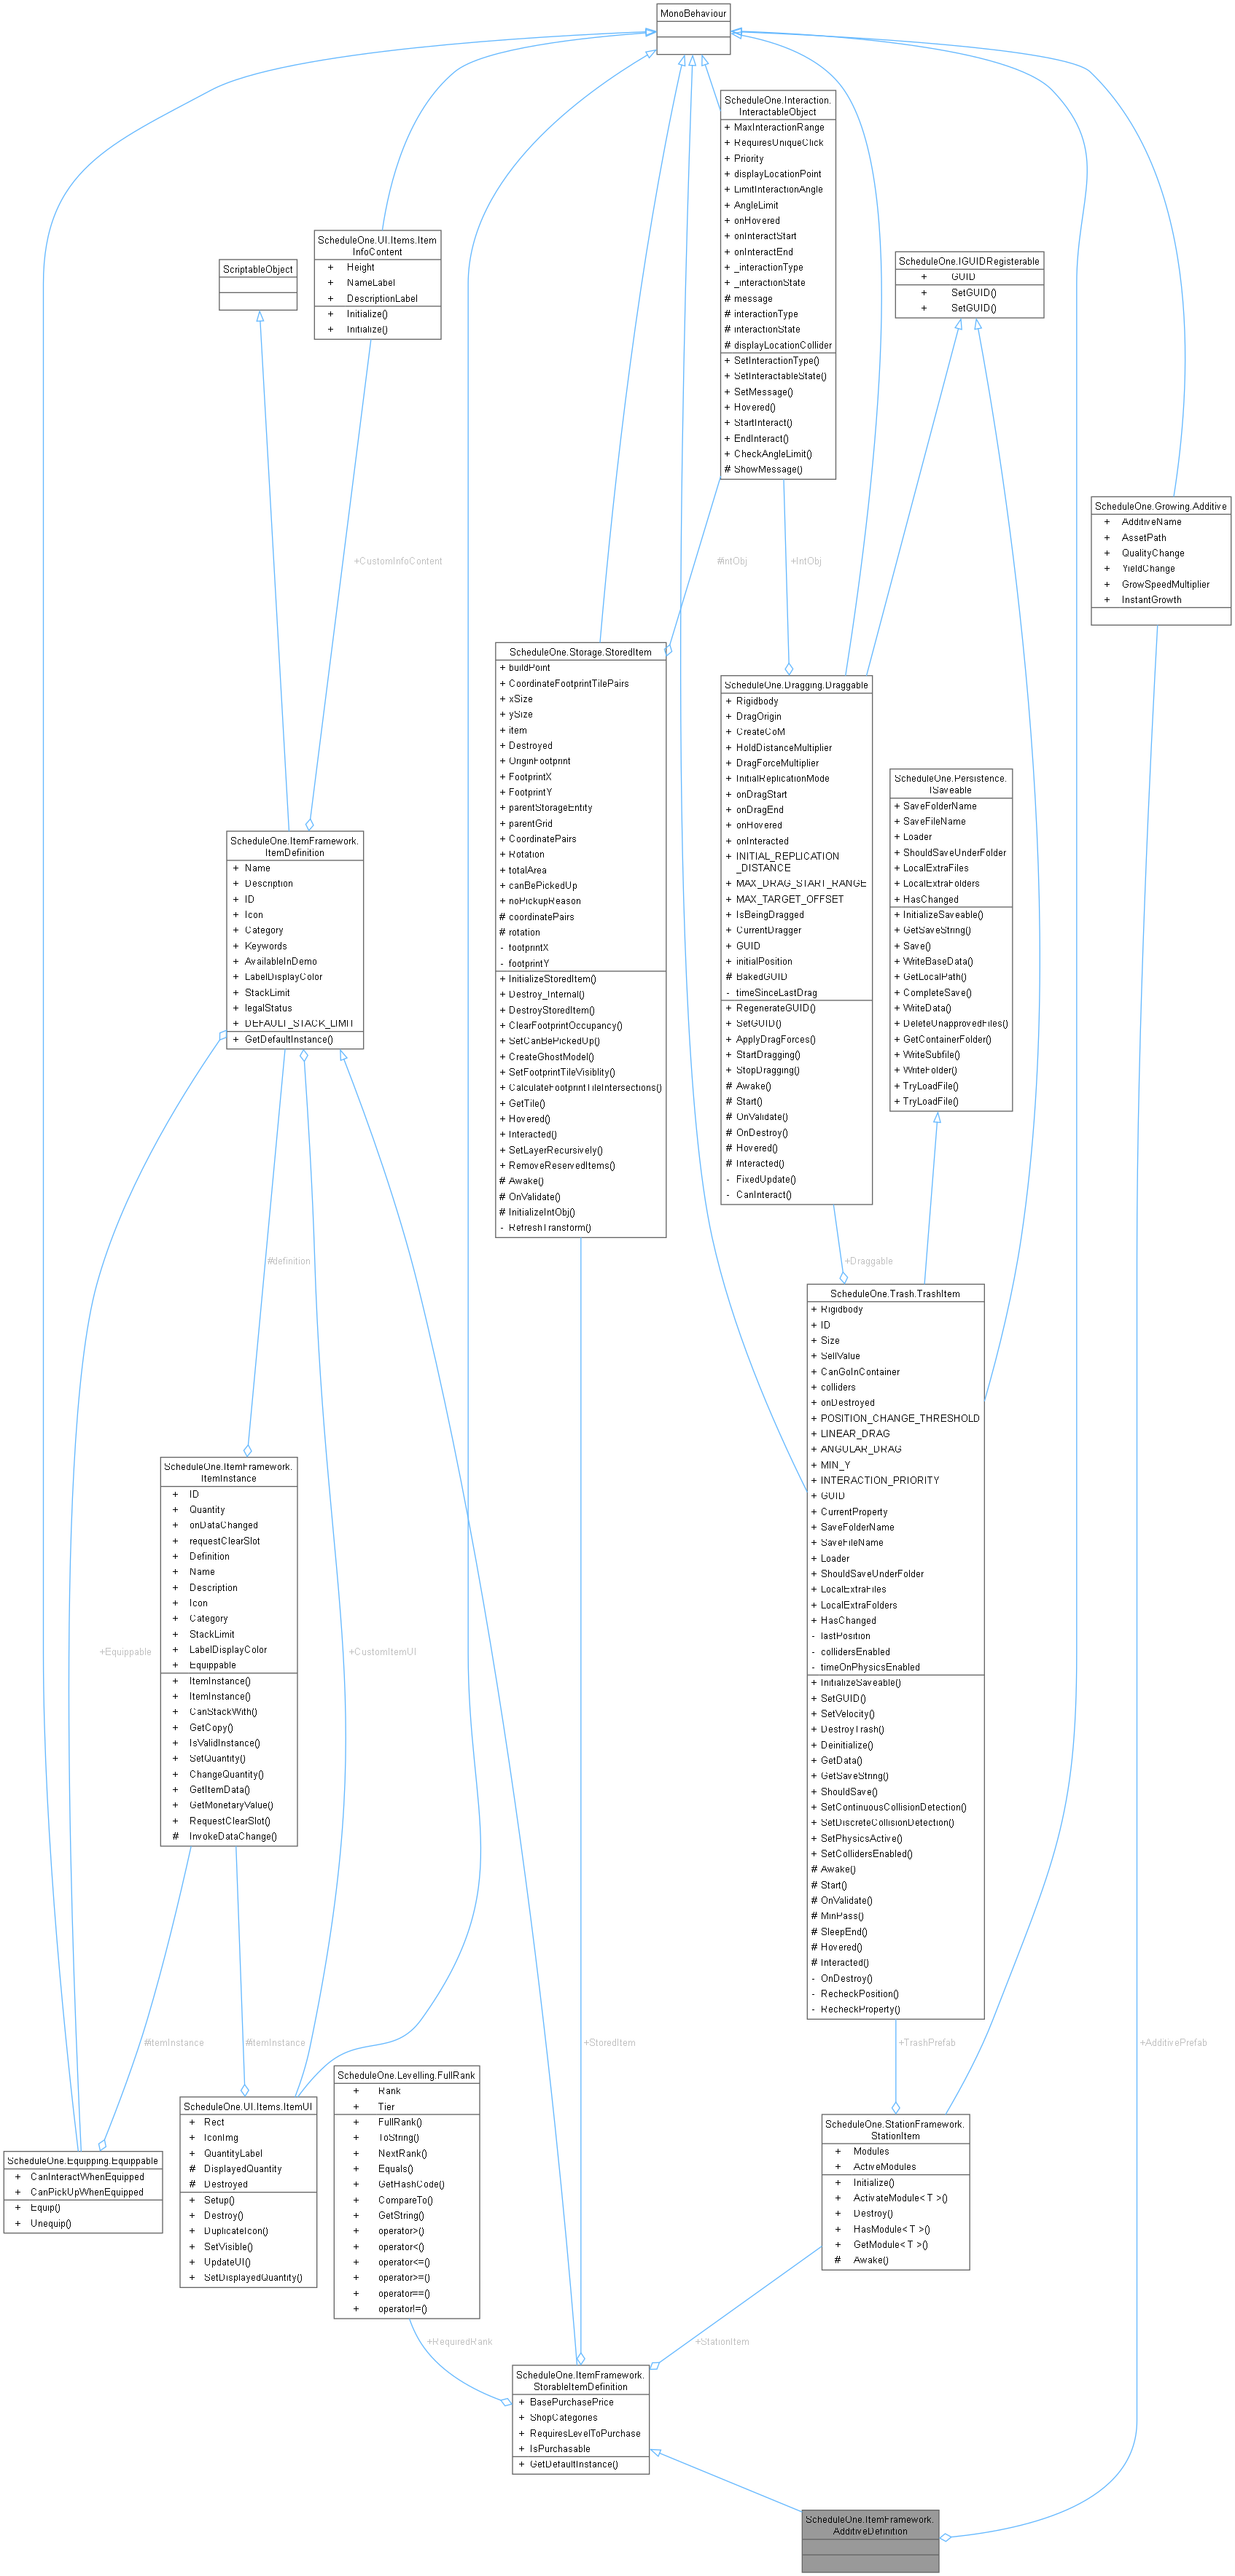 MonoBehaviour
ScheduleOne.Interaction.
InteractableObject
+ MaxInteractionRange
+ RequiresUniqueClick
+ Priority
+ displayLocationPoint
+ LimitInteractionAngle
+ AngleLimit
+ onHovered
+ onInteractStart
+ onInteractEnd
+ _interactionType
+ _interactionState
# message
# interactionType
# interactionState
# displayLocationCollider
+ SetInteractionType()
+ SetInteractableState()
+ SetMessage()
+ Hovered()
+ StartInteract()
+ EndInteract()
+ CheckAngleLimit()
# ShowMessage()
ScheduleOne.UI.Items.Item
InfoContent
+ Height
+ NameLabel
+ DescriptionLabel
+ Initialize()
+ Initialize()
ScriptableObject
ScheduleOne.IGUIDRegisterable
+ GUID
+ SetGUID()
+ SetGUID()
ScheduleOne.Growing.Additive
+ AdditiveName
+ AssetPath
+ QualityChange
+ YieldChange
+ GrowSpeedMultiplier
+ InstantGrowth
+CustomInfoContent
#intObj
+IntObj
ScheduleOne.Storage.StoredItem
+ buildPoint
+ CoordinateFootprintTilePairs
+ xSize
+ ySize
+ item
+ Destroyed
+ OriginFootprint
+ FootprintX
+ FootprintY
+ parentStorageEntity
+ parentGrid
+ CoordinatePairs
+ Rotation
+ totalArea
+ canBePickedUp
+ noPickupReason
# coordinatePairs
# rotation
- footprintX
- footprintY
+ InitializeStoredItem()
+ Destroy_Internal()
+ DestroyStoredItem()
+ ClearFootprintOccupancy()
+ SetCanBePickedUp()
+ CreateGhostModel()
+ SetFootprintTileVisiblity()
+ CalculateFootprintTileIntersections()
+ GetTile()
+ Hovered()
+ Interacted()
+ SetLayerRecursively()
+ RemoveReservedItems()
# Awake()
# OnValidate()
# InitializeIntObj()
- RefreshTransform()
ScheduleOne.Dragging.Draggable
+ Rigidbody
+ DragOrigin
+ CreateCoM
+ HoldDistanceMultiplier
+ DragForceMultiplier
+ InitialReplicationMode
+ onDragStart
+ onDragEnd
+ onHovered
+ onInteracted
+ INITIAL_REPLICATION
_DISTANCE
+ MAX_DRAG_START_RANGE
+ MAX_TARGET_OFFSET
+ IsBeingDragged
+ CurrentDragger
+ GUID
+ initialPosition
# BakedGUID
- timeSinceLastDrag
+ RegenerateGUID()
+ SetGUID()
+ ApplyDragForces()
+ StartDragging()
+ StopDragging()
# Awake()
# Start()
# OnValidate()
# OnDestroy()
# Hovered()
# Interacted()
- FixedUpdate()
- CanInteract()
ScheduleOne.Persistence.
ISaveable
+ SaveFolderName
+ SaveFileName
+ Loader
+ ShouldSaveUnderFolder
+ LocalExtraFiles
+ LocalExtraFolders
+ HasChanged
+ InitializeSaveable()
+ GetSaveString()
+ Save()
+ WriteBaseData()
+ GetLocalPath()
+ CompleteSave()
+ WriteData()
+ DeleteUnapprovedFiles()
+ GetContainerFolder()
+ WriteSubfile()
+ WriteFolder()
+ TryLoadFile()
+ TryLoadFile()
ScheduleOne.ItemFramework.
ItemDefinition
+ Name
+ Description
+ ID
+ Icon
+ Category
+ Keywords
+ AvailableInDemo
+ LabelDisplayColor
+ StackLimit
+ legalStatus
+ DEFAULT_STACK_LIMIT
+ GetDefaultInstance()
#definition
+Draggable
ScheduleOne.Trash.TrashItem
+ Rigidbody
+ ID
+ Size
+ SellValue
+ CanGoInContainer
+ colliders
+ onDestroyed
+ POSITION_CHANGE_THRESHOLD
+ LINEAR_DRAG
+ ANGULAR_DRAG
+ MIN_Y
+ INTERACTION_PRIORITY
+ GUID
+ CurrentProperty
+ SaveFolderName
+ SaveFileName
+ Loader
+ ShouldSaveUnderFolder
+ LocalExtraFiles
+ LocalExtraFolders
+ HasChanged
- lastPosition
- collidersEnabled
- timeOnPhysicsEnabled
+ InitializeSaveable()
+ SetGUID()
+ SetVelocity()
+ DestroyTrash()
+ Deinitialize()
+ GetData()
+ GetSaveString()
+ ShouldSave()
+ SetContinuousCollisionDetection()
+ SetDiscreteCollisionDetection()
+ SetPhysicsActive()
+ SetCollidersEnabled()
# Awake()
# Start()
# OnValidate()
# MinPass()
# SleepEnd()
# Hovered()
# Interacted()
- OnDestroy()
- RecheckPosition()
- RecheckProperty()
ScheduleOne.ItemFramework.
ItemInstance
+ ID
+ Quantity
+ onDataChanged
+ requestClearSlot
+ Definition
+ Name
+ Description
+ Icon
+ Category
+ StackLimit
+ LabelDisplayColor
+ Equippable
+ ItemInstance()
+ ItemInstance()
+ CanStackWith()
+ GetCopy()
+ IsValidInstance()
+ SetQuantity()
+ ChangeQuantity()
+ GetItemData()
+ GetMonetaryValue()
+ RequestClearSlot()
# InvokeDataChange()
+Equippable
+CustomItemUI
#itemInstance
#itemInstance
+StoredItem
+TrashPrefab
+AdditivePrefab
ScheduleOne.Levelling.FullRank
+ Rank
+ Tier
+ FullRank()
+ ToString()
+ NextRank()
+ Equals()
+ GetHashCode()
+ CompareTo()
+ GetString()
+ operator>()
+ operator<()
+ operator<=()
+ operator>=()
+ operator==()
+ operator!=()
ScheduleOne.UI.Items.ItemUI
+ Rect
+ IconImg
+ QuantityLabel
# DisplayedQuantity
# Destroyed
+ Setup()
+ Destroy()
+ DuplicateIcon()
+ SetVisible()
+ UpdateUI()
+ SetDisplayedQuantity()
ScheduleOne.Equipping.Equippable
+ CanInteractWhenEquipped
+ CanPickUpWhenEquipped
+ Equip()
+ Unequip()
ScheduleOne.StationFramework.
StationItem
+ Modules
+ ActiveModules
+ Initialize()
+ ActivateModule< T >()
+ Destroy()
+ HasModule< T >()
+ GetModule< T >()
# Awake()
+RequiredRank
+StationItem
ScheduleOne.ItemFramework.
StorableItemDefinition
+ BasePurchasePrice
+ ShopCategories
+ RequiresLevelToPurchase
+ IsPurchasable
+ GetDefaultInstance()
ScheduleOne.ItemFramework.
AdditiveDefinition